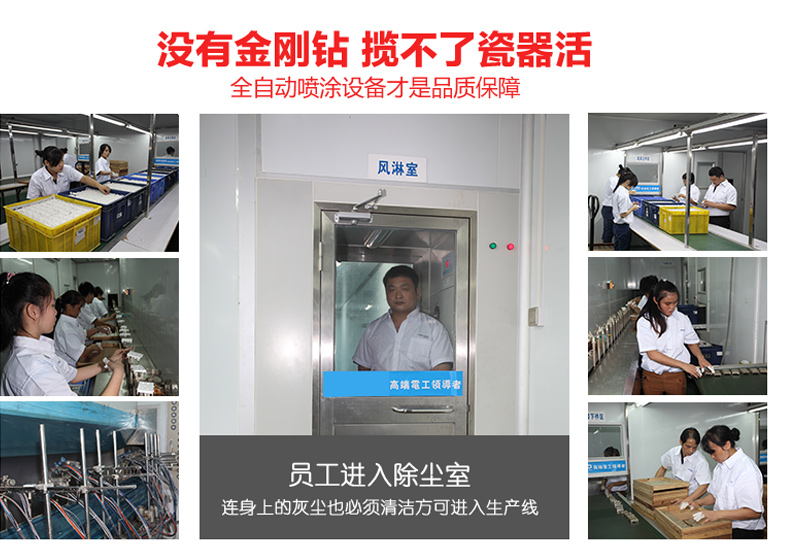 没有金刚钻 揽不了瓷器活
全自动喷涂设备才是品质保障
风淋室
高端電工領導者
员工进入除尘室
连身上的灰尘也必须清洁方可进入生产线